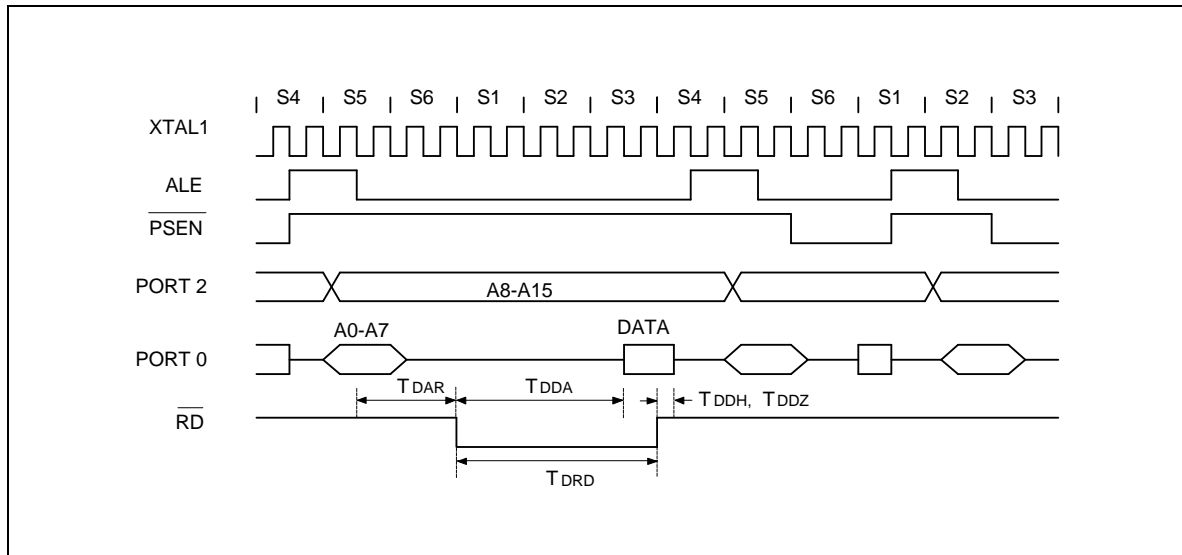 S4 S5 S6 S1 S2 S3 S4 S5 S6 S1 S2 S3
XTAL1
ALE
PSEN
PORT 2
A8-A15
A0-A7
DATA
PORT 0
TDAR
TDDA
TDDH, TDDZ
RD
TDRD